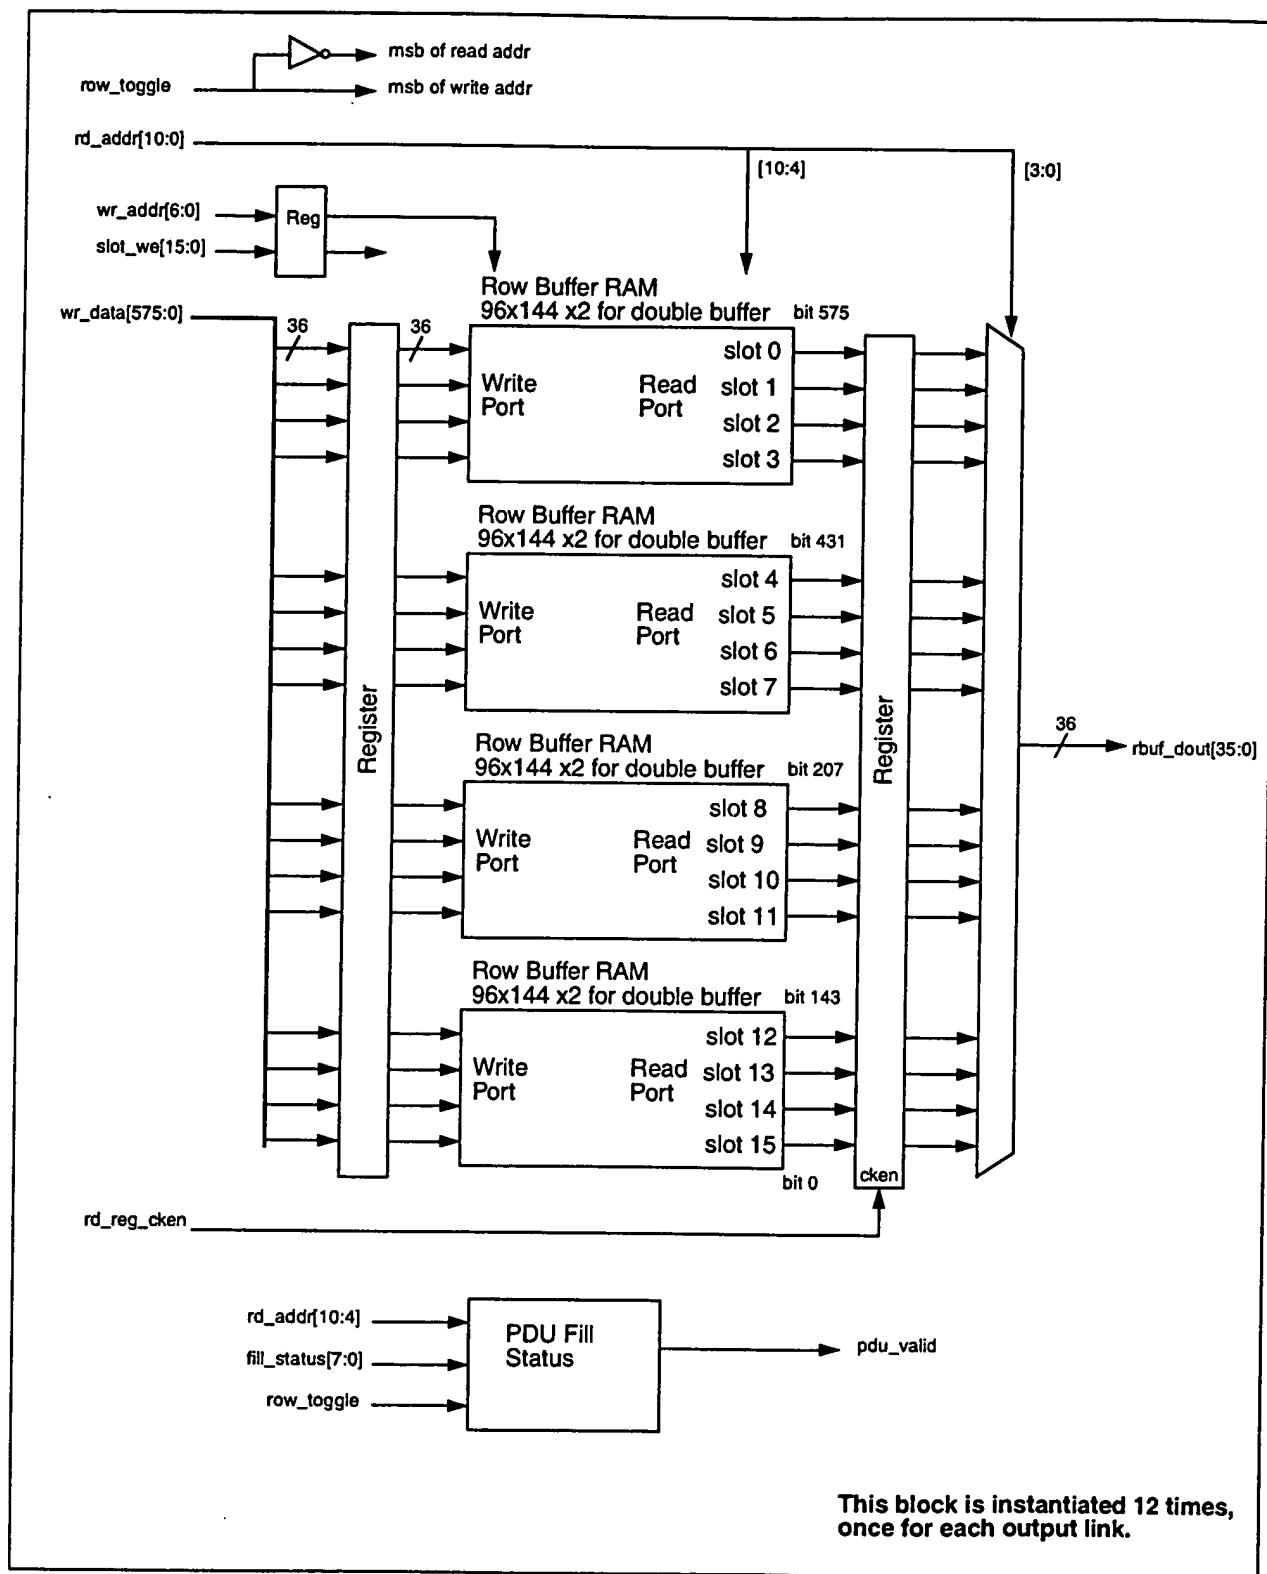 msb of read addr
row_toggle
msb of write addr
rd_addr[10:0]
[10:4]
[3:0]
wr_addr[6:0]
Reg
slot_we[15:0]
Row Buffer RAM
96x144 x2 for double buffer
bit 575
wr_data[575:0]
36
36
slot 0
Write
Port
Read
Port
slot 1
slot 2
slot 3
Row Buffer RAM
96x144 x2 for double buffer
bit 431
slot 4
Write
Port
Read
Port
slot 5
slot 6
slot 7
Register
Register
36
rbuf_dout[35:0]
Row Buffer RAM
96x144 x2 for double buffer
bit 207
slot 8
Write
Port
Read
Port
slot 9
slot 10
slot 11
Row Buffer RAM
96x144 x2 for double buffer
bit 143
slot 12
Write
Port
Read
Port
slot 13
slot 14
slot 15
bit 0
cken
rd_reg_cken
rd_addr[10:4]
fill_status[7:0]
row_toggle
PDU Fill
Status
pdu_valid
This block is instantiated 12 times,
once for each output link.